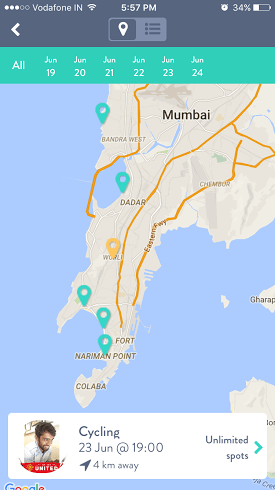 Vodafone IN 5:57 PM 34%
All Jun 19 Jun 20 Jun 21 Jun 22 Jun 23 Jun 24
Mumbai
BANDRA WEST
CHEMBUR
DADAR
Eastern Fwy
WORLI
Gharap
FORT
NARIMAN POINT
COLABA
Cycling
23 Jun @ 19:00
4 km away
Unlimited
spots
UNITED
Google